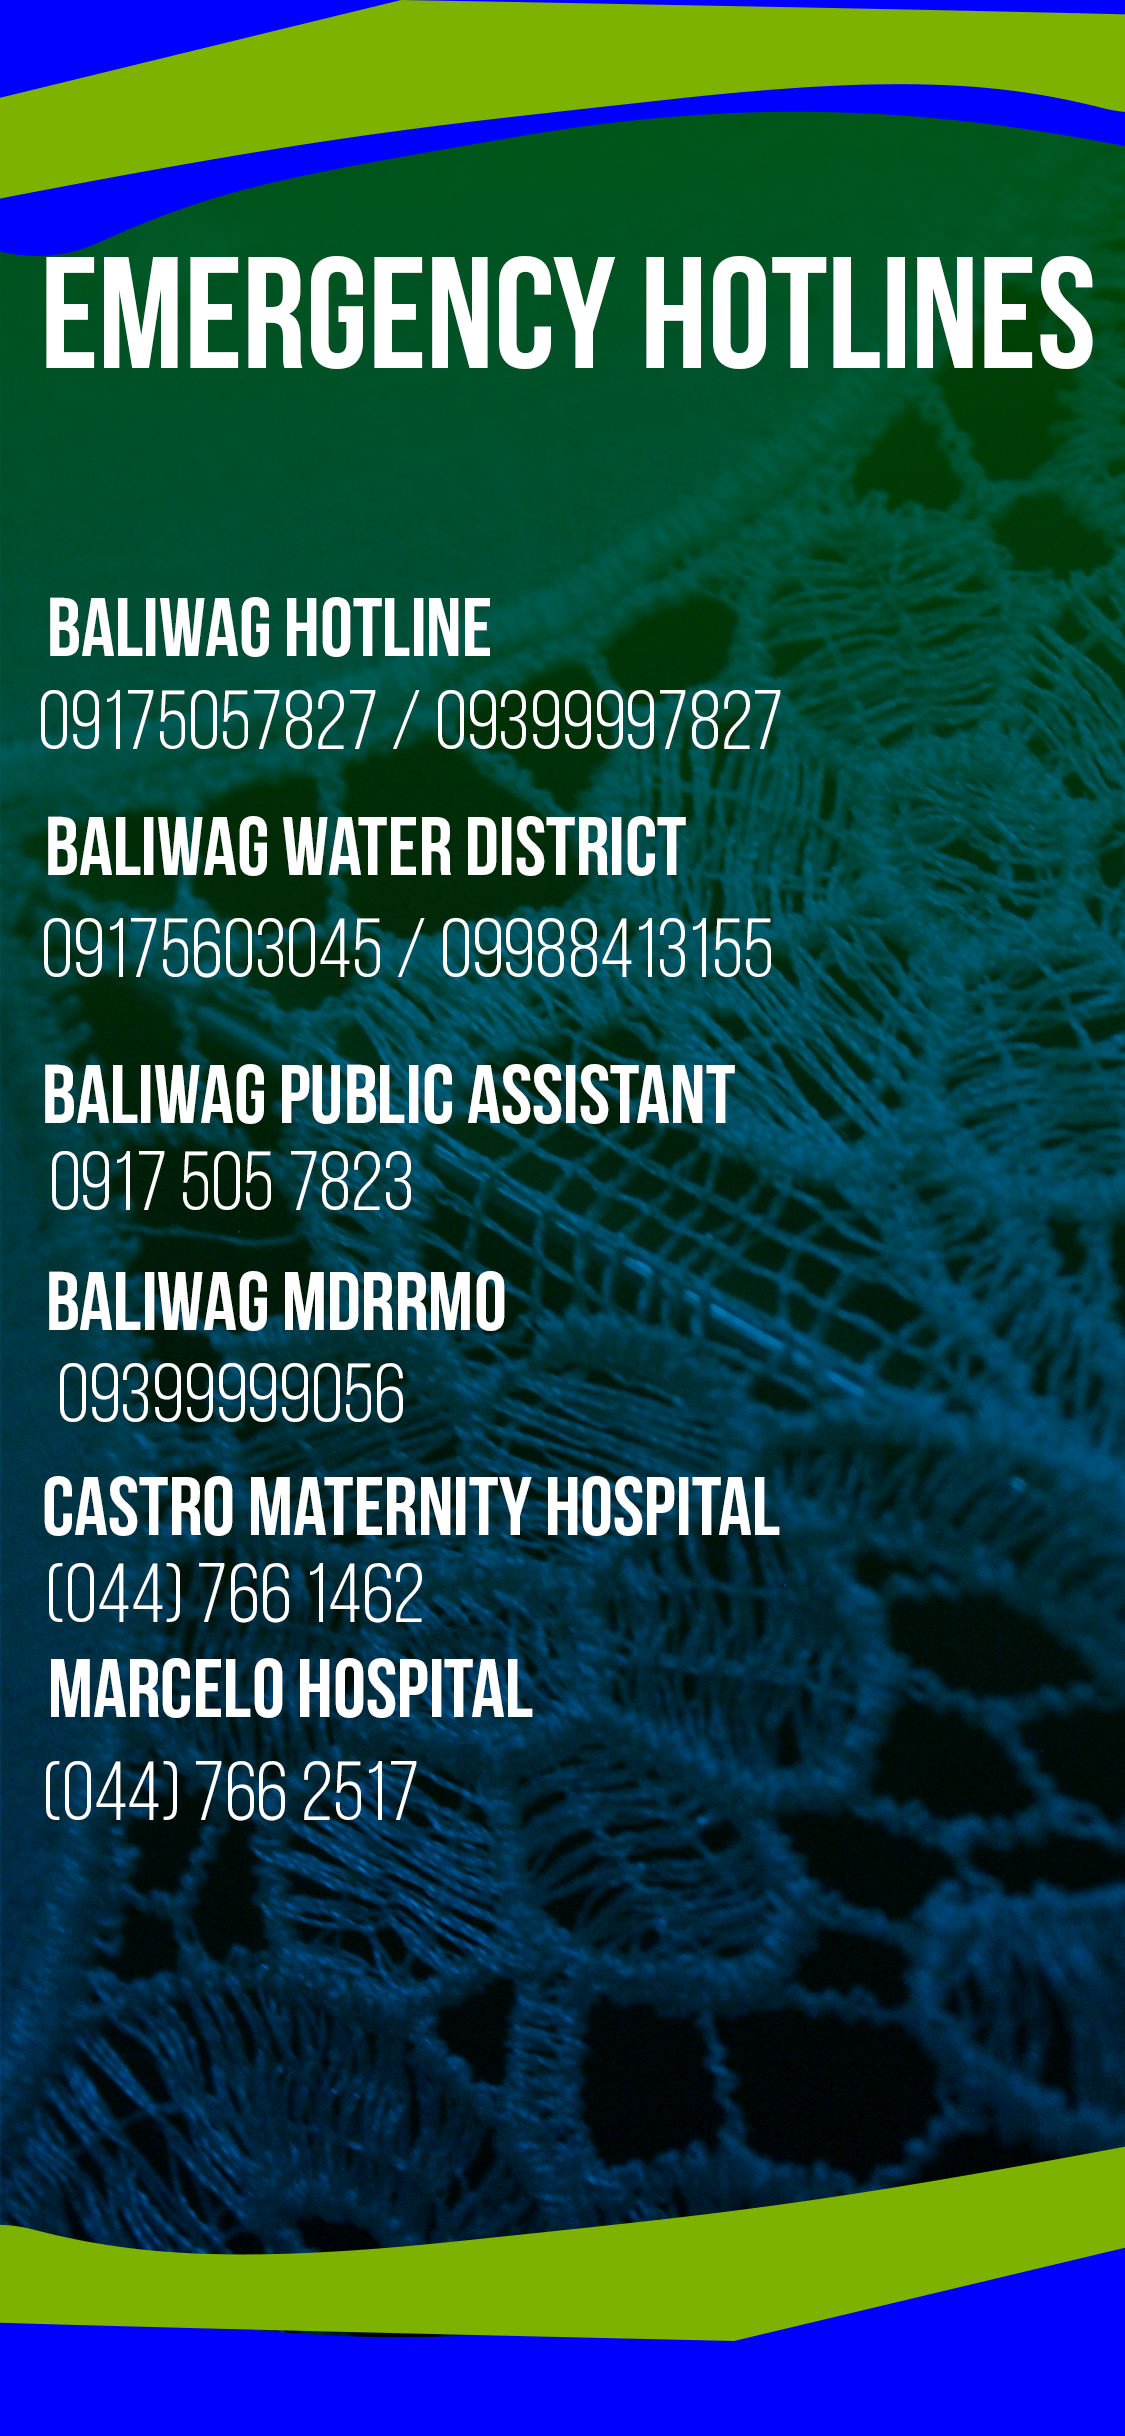 EMERGENCY HOTLINES
BALIWAG HOTLINE
09175057827 / 09399997827
BALIWAG WATER DISTRICT
09175603045 / 09988413155
BALIWAG PUBLIC ASSISTANT
0917 505 7823
BALIWAG MDRRMO
09399999056
CASTRO MATERNITY HOSPITAL
(044) 766 1462
MARCELO HOSPITAL
(044) 766 2517